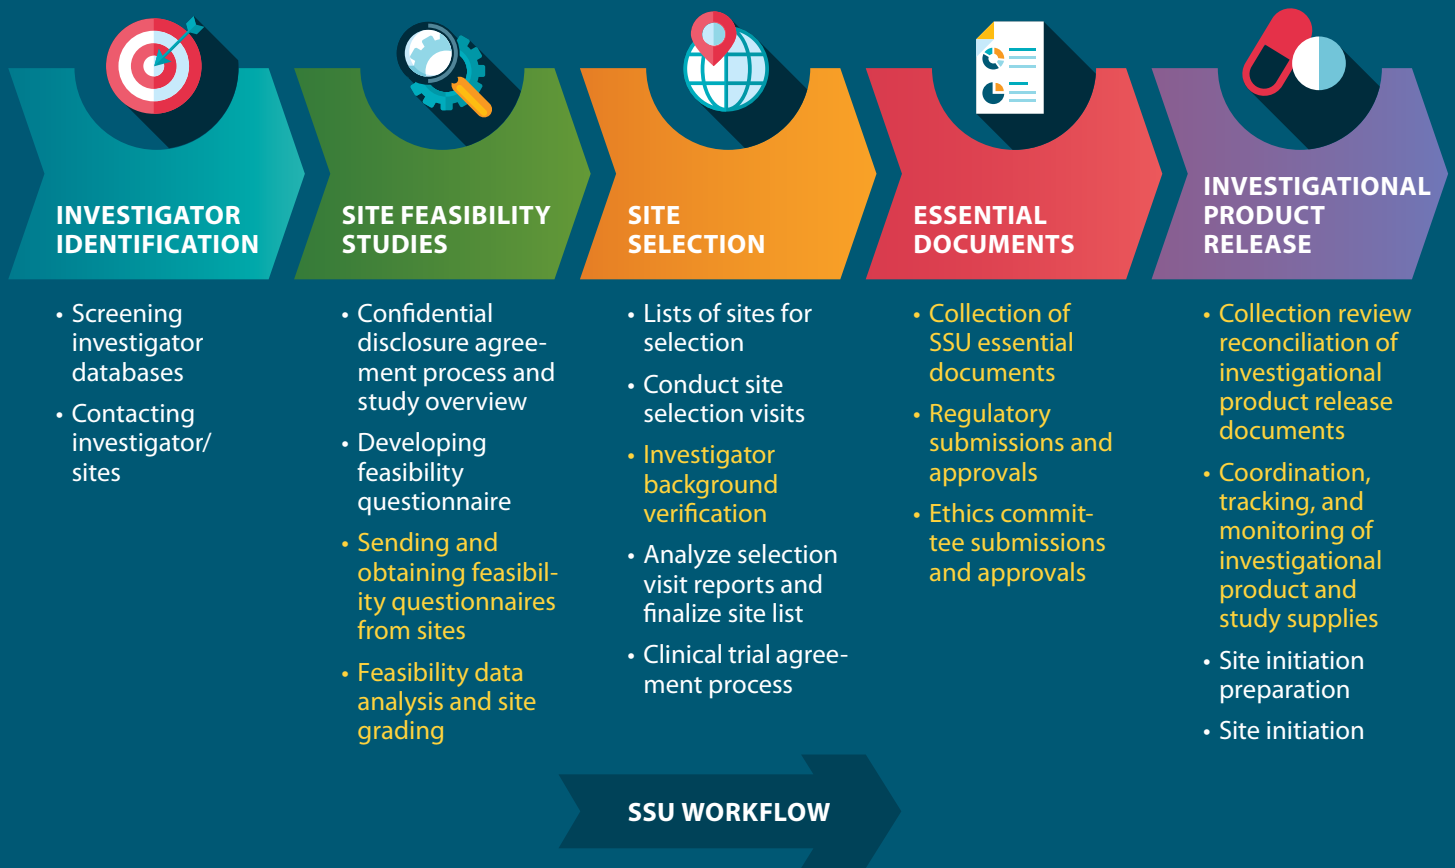 INVESTIGATOR
IDENTIFICATION
• Screening
investigator
databases
• Contacting
investigator/
sites
SITE FEASIBILITY
STUDIES
• Confidential
disclosure agree-
ment process and
study overview
• Developing
feasibility
questionnaire
• Sending and
obtaining feasibil-
ity questionnaires
from sites
• Feasibility data
analysis and site
grading
SITE
SELECTION
• Lists of sites for
selection
• Conduct site
selection visits
• Investigator
background
verification
• Analyze selection
visit reports and
finalize site list
• Clinical trial agree-
ment process
ESSENTIAL
DOCUMENTS
• Collection of
SSU essential
documents
• Regulatory
submissions and
approvals
• Ethics commit-
tee submissions
and approvals
INVESTIGATIONAL
PRODUCT
RELEASE
• Collection review
reconciliation of
investigational
product release
documents
• Coordination,
tracking, and
monitoring of
investigational
product and
study supplies
• Site initiation
preparation
• Site initiation
SSU WORKFLOW